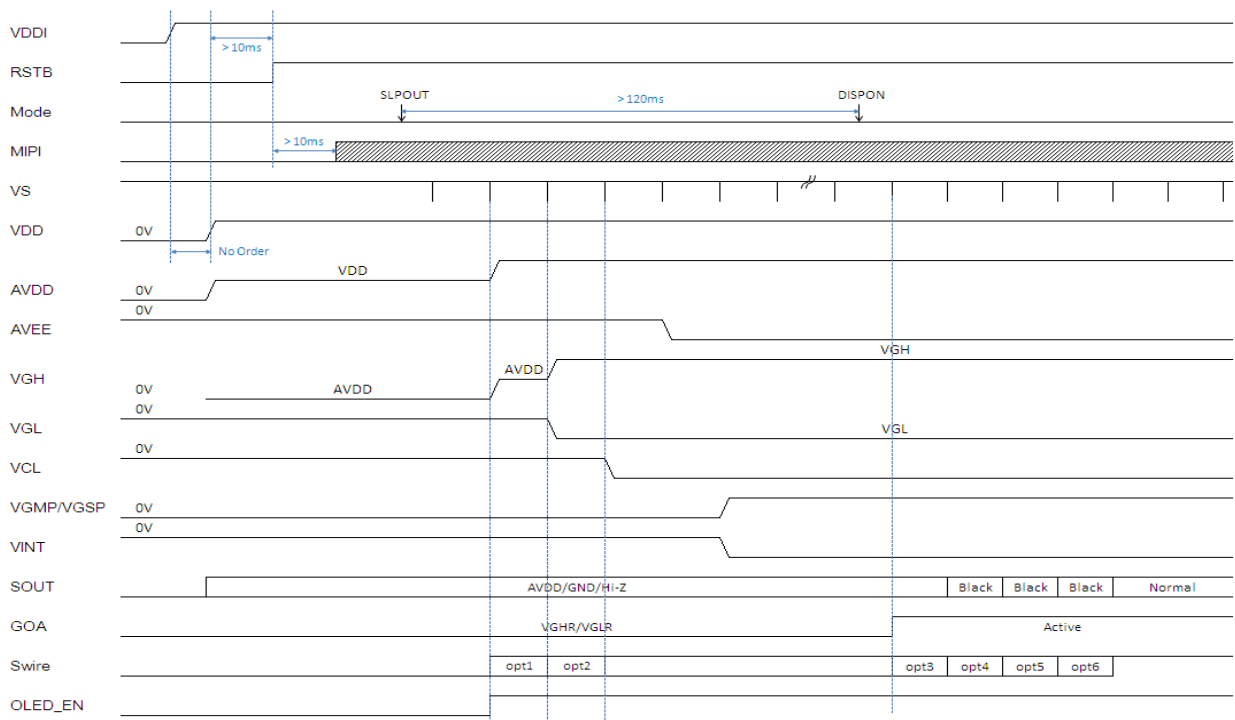 VDDI
> 10ms
RSTB
SLPOUT
> 120ms
DISPON
Mode
> 10ms
MIPI
VS
VDD
0V
No Order
VDD
AVDD
0V
0V
AVEE
VGH
AVDD
VGH
0V
AVDD
0V
VGL
VGL
0V
VCL
VGMP/VGSP
0V
0V
VINT
SOUT
AVDD/GND/Hi-Z
Black
Black
Black
Normal
GOA
VGHR/VGLR
Active
Swire
opt1
opt2
opt3
opt4
opt5
opt6
OLED_EN